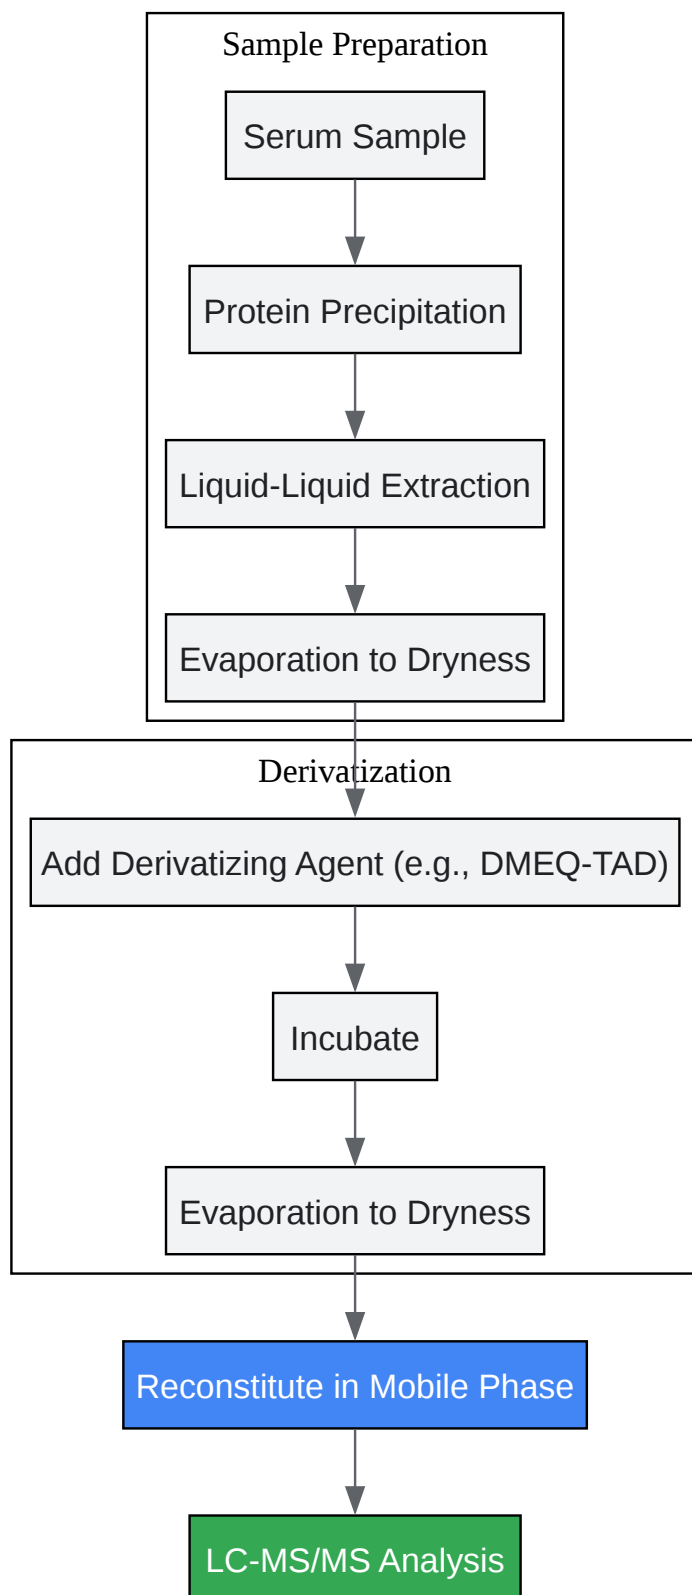 Sample Preparation
Serum Sample
Protein Precipitation
Liquid-Liquid Extraction
Evaporation to Dryness
Derivatization
Add Derivatizing Agent (e.g., DMEQ-TAD)
Incubate
Evaporation to Dryness
Reconstitute in Mobile Phase
LC-MS/MS Analysis